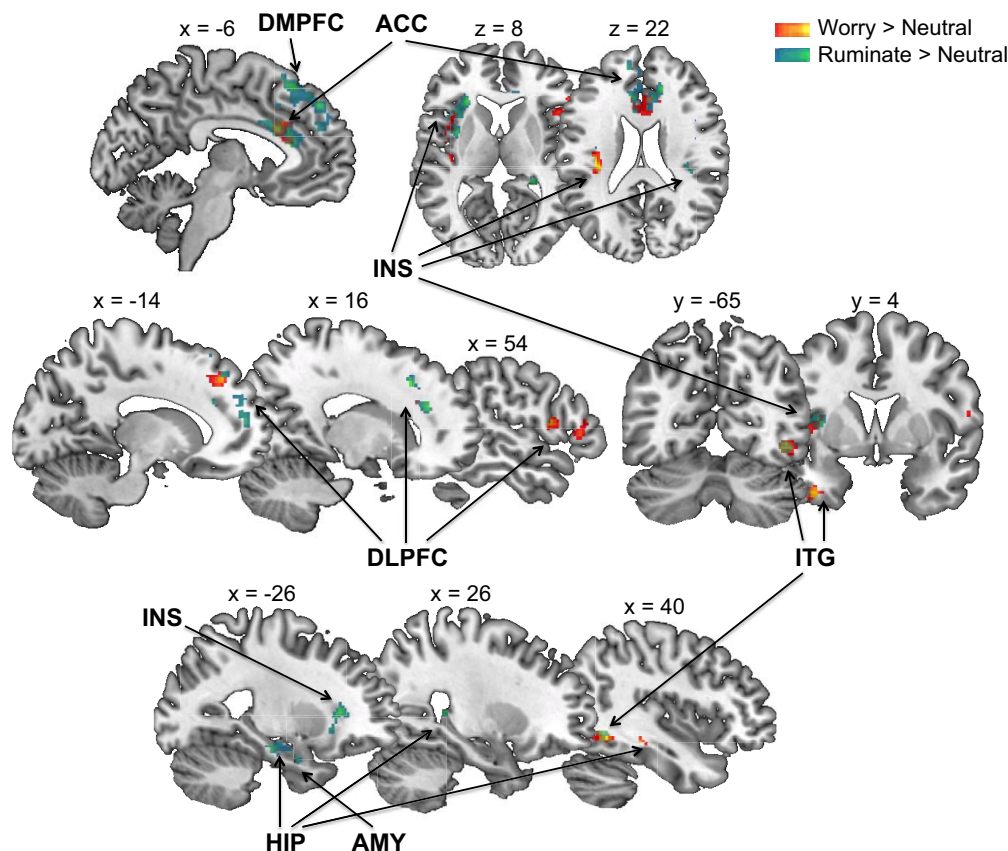 DMPFC
ACC
x = -6
z = 8
z = 22
Worry > Neutral
Ruminate > Neutral
INS
x = -14
x = 16
x = 54
y = -65
y = 4
DLPFC
ITG
INS
x = -26
x = 26
x = 40
HIP
AMY